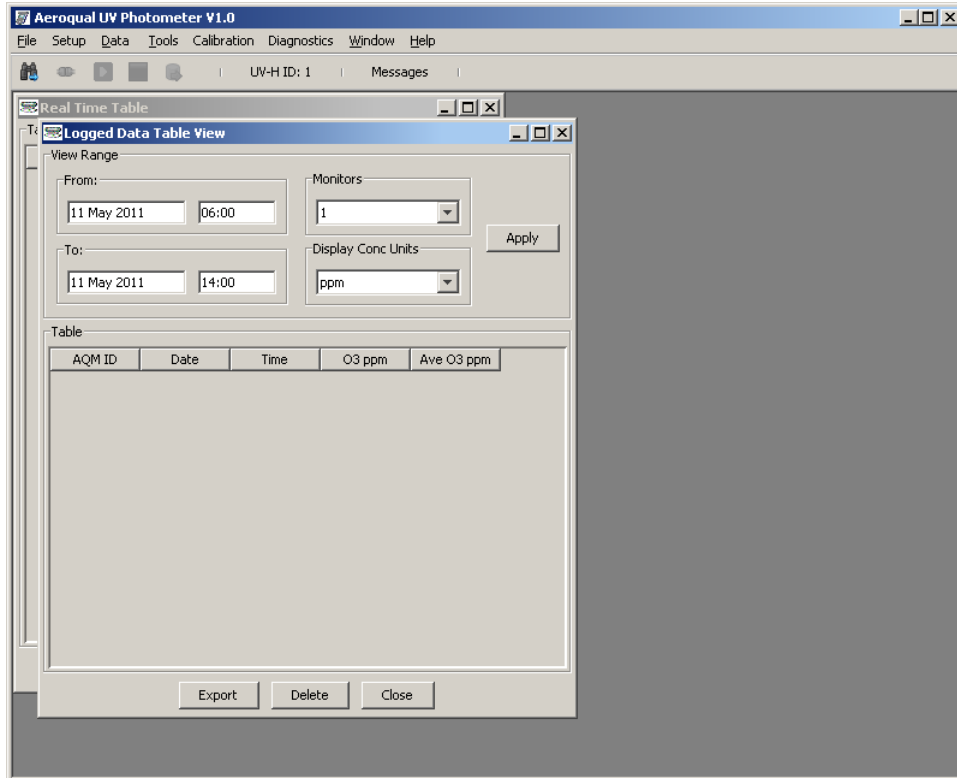 Aeroqual UV Photometer V1.0
File Setup Data Tools Calibration Diagnostics Window Help
UV-H ID: 1 Messages
Real Time Table
Ta
Logged Data Table View
View Range
From:
11 May 2011 06:00
Monitors
1
To:
11 May 2011 14:00
Display Conc Units
ppm
Apply
Table
AQM ID Date Time O3 ppm Ave O3 ppm
Export Delete Close